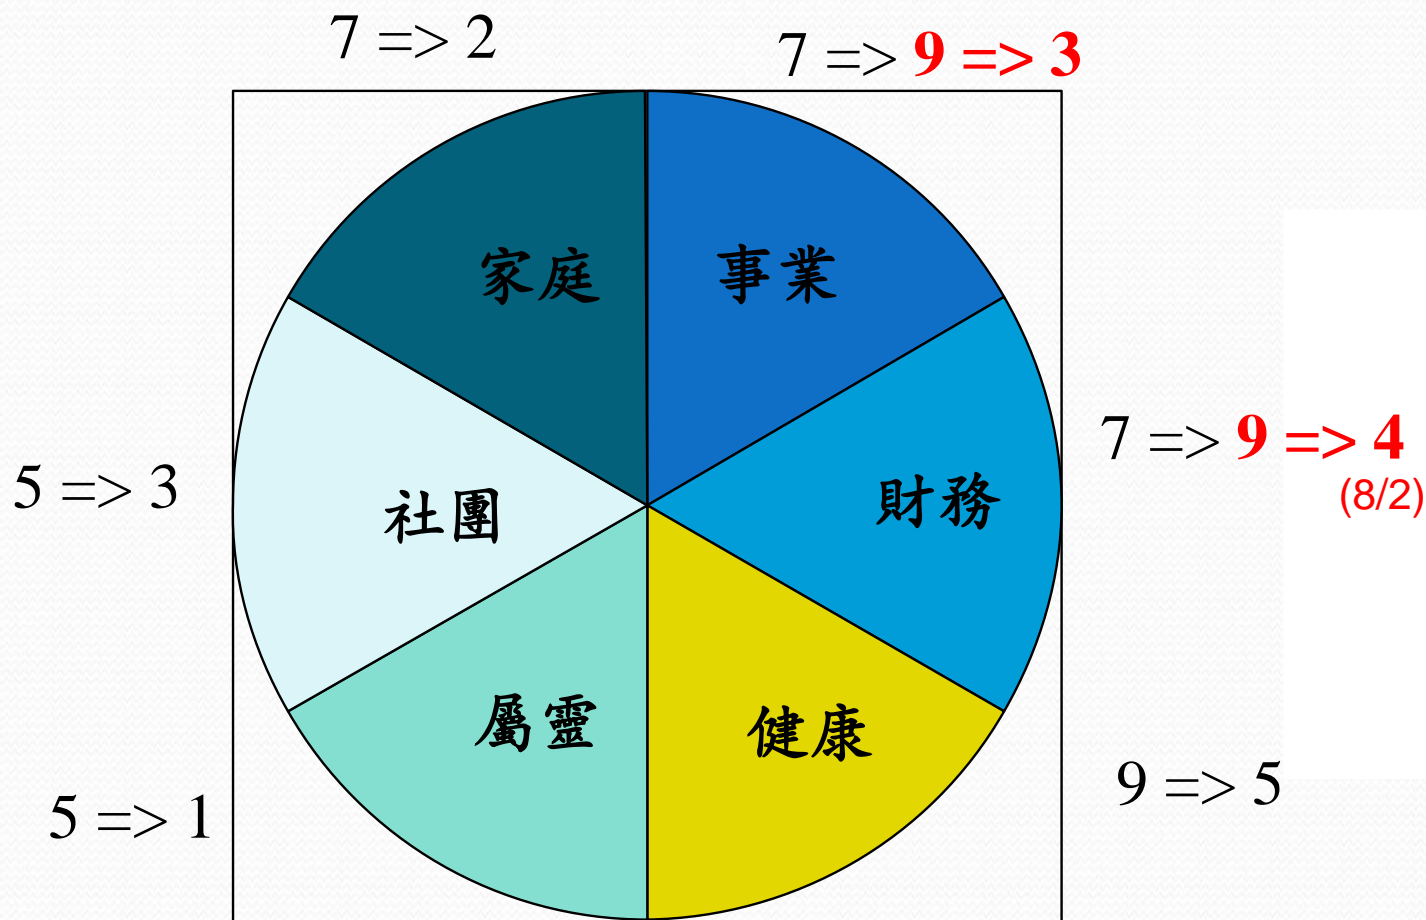 7 => 2
7 => 9 => 3
家庭
事業
7 => 9 => 4
(8/2)
5 => 3
社團
財務
屬靈
健康
9 => 5
5 => 1